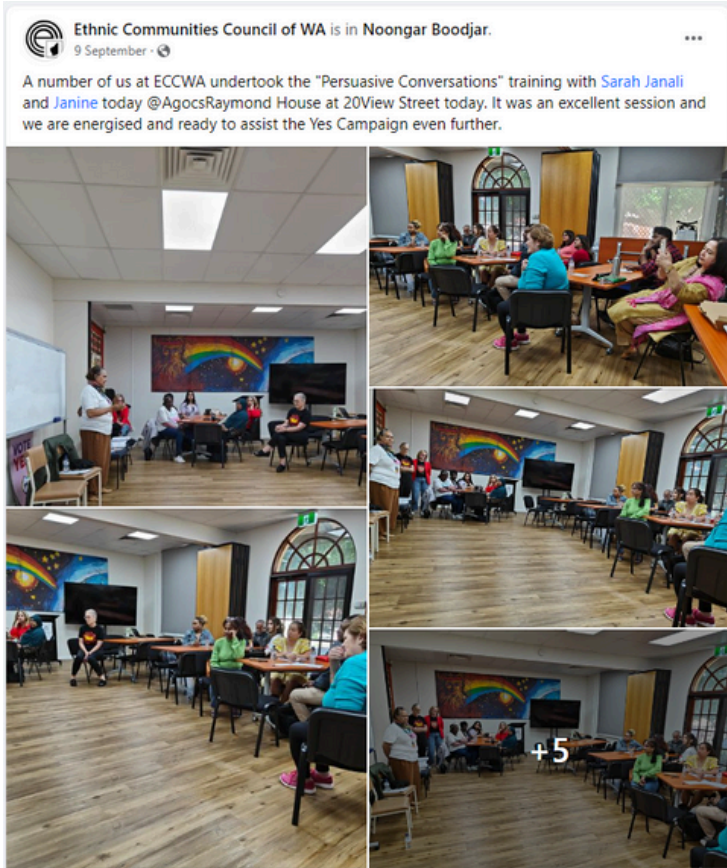 Ethnic Communities Council of WA is in Noongar Boodjar.
9 September ·
A number of us at ECCWA undertook the "Persuasive Conversations" training with Sarah Janali
and Janine today @AgocsRaymond House at 20View Street today. It was an excellent session and
we are energised and ready to assist the Yes Campaign even further.
VOTE
YES
+5